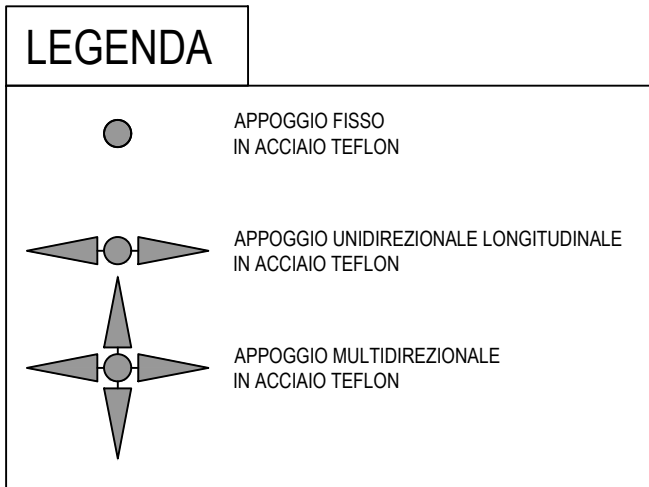 LEGENDA
APPOGGIO FISSO
IN ACCIAIO TEFLON
APPOGGIO UNIDIREZIONALE LONGITUDINALE
IN ACCIAIO TEFLON
APPOGGIO MULTIDIREZIONALE
IN ACCIAIO TEFLON